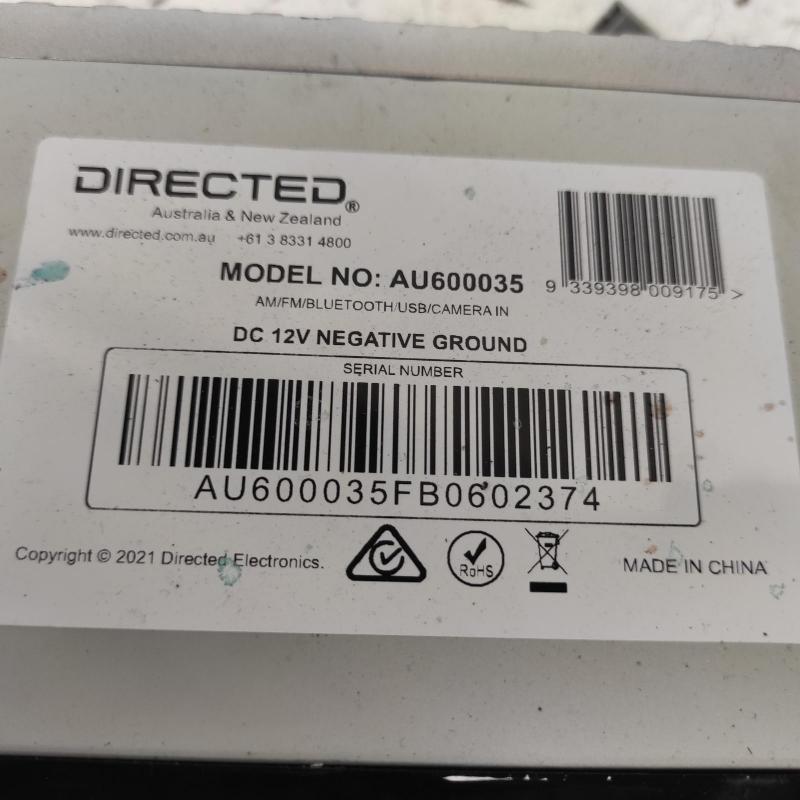 DIRECTED®
Australia & New Zealand
www.directed.com.au +61 3 8331 4800
MODEL NO: AU600035
9 339398 009175 >
AM/FM/BLUETOOTH/USB/CAMERA IN
DC 12V NEGATIVE GROUND
SERIAL NUMBER
AU600035FB0602374
Copyright © 2021 Directed Electronics.
RoHS
MADE IN CHINA